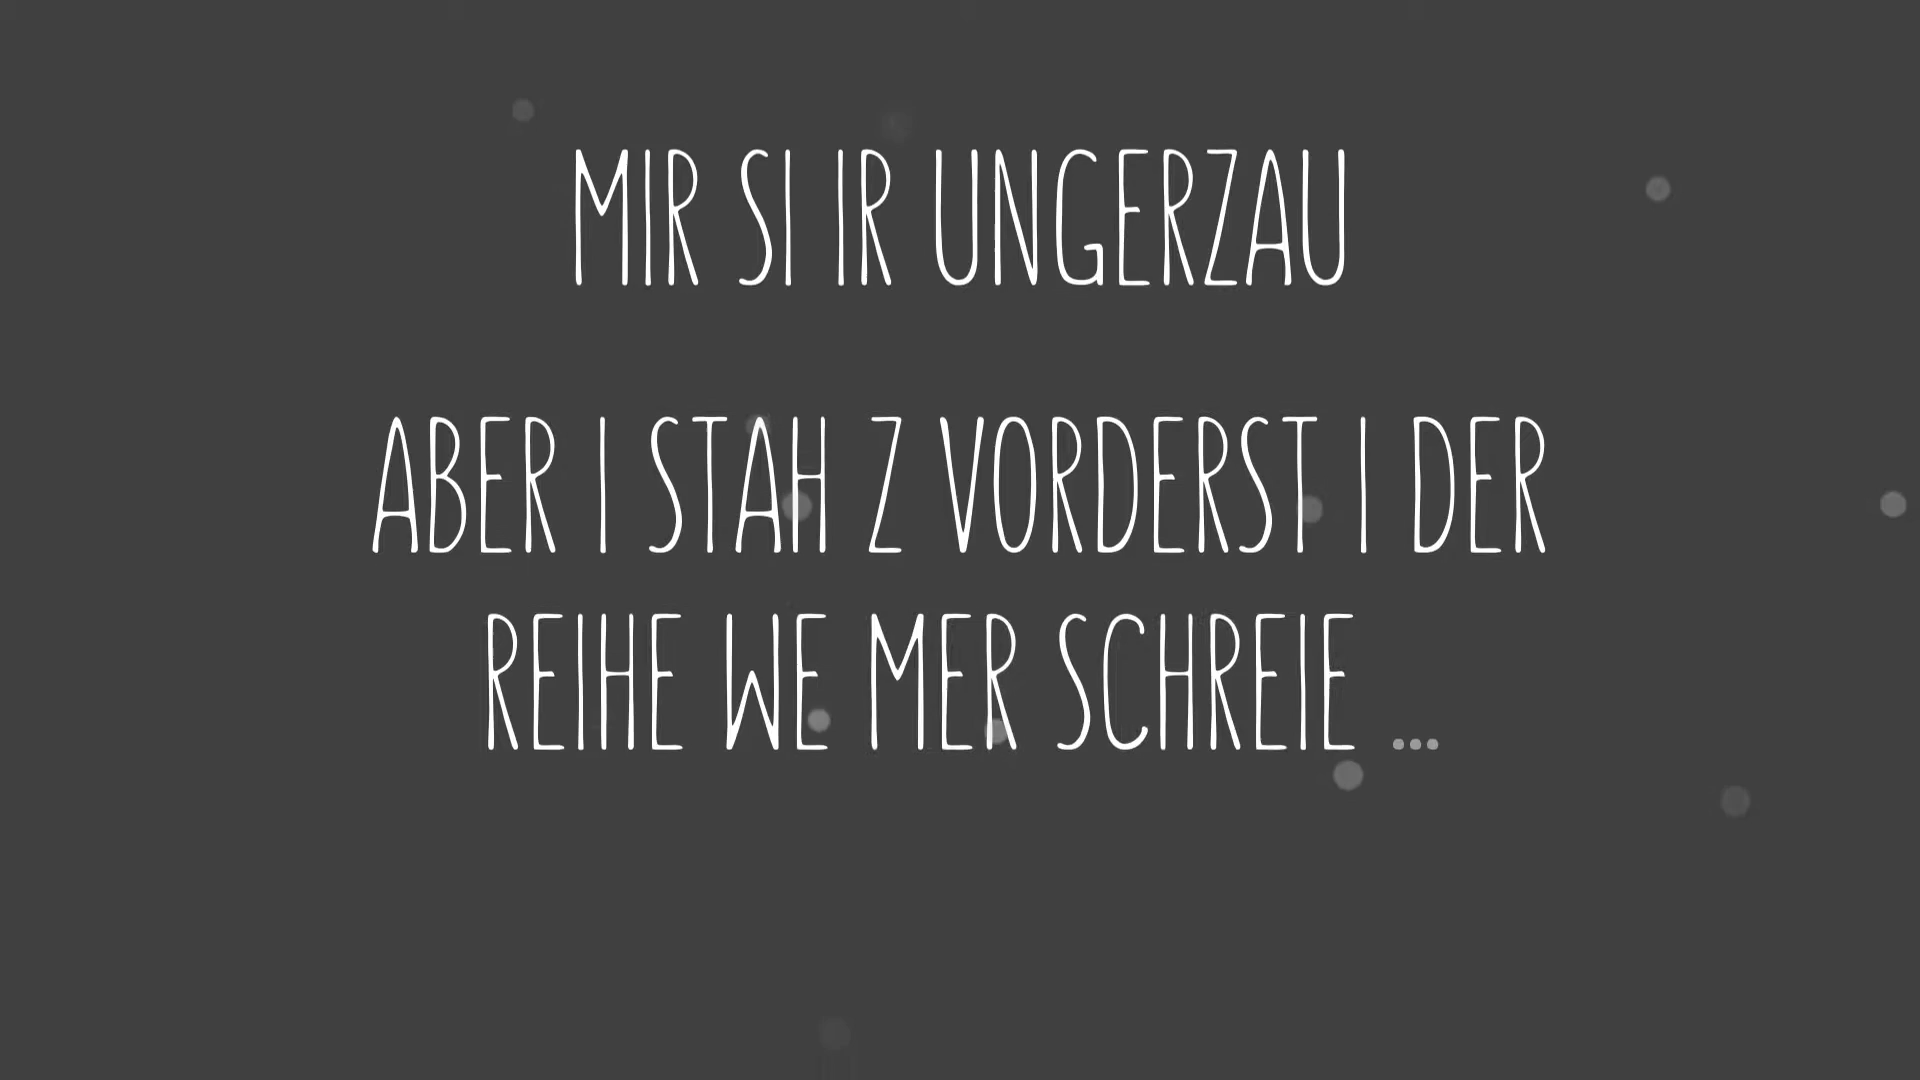 MIR SI IR UNGERZAU
ABER I STAH Z VORDERST I DER
REIHE WE MER SCHREIE ...